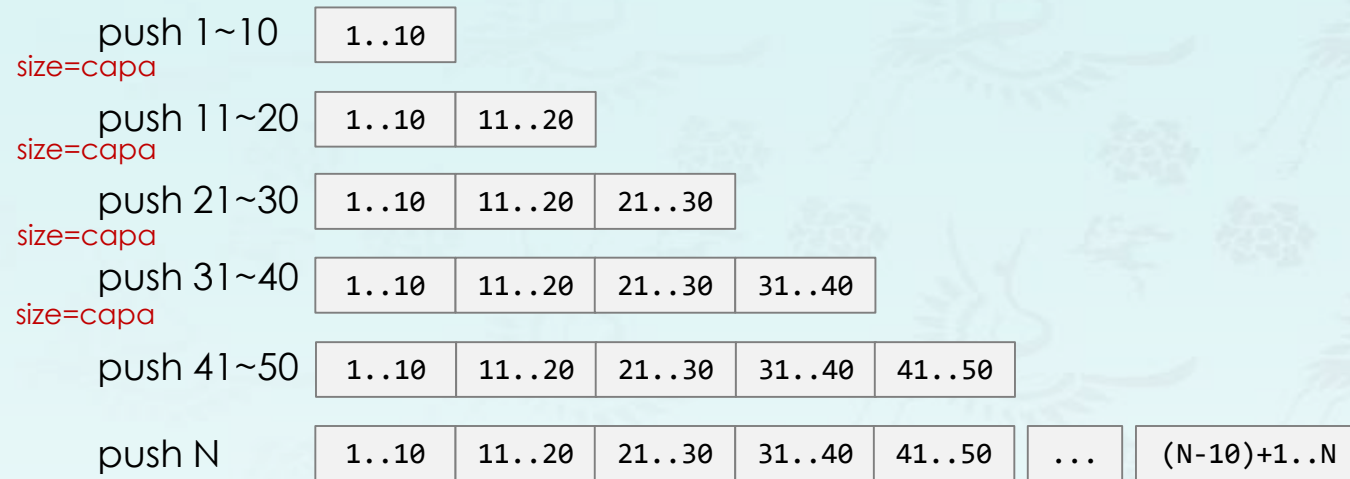 push 1~10 1..10
size=capa
push 11~20 1..10 11..20
size=capa
push 21~30 1..10 11..20 21..30
size=capa
push 31~40 1..10 11..20 21..30 31..40
size=capa
push 41~50 1..10 11..20 21..30 31..40 41..50
push N 1..10 11..20 21..30 31..40 41..50 ... (N-10)+1..N